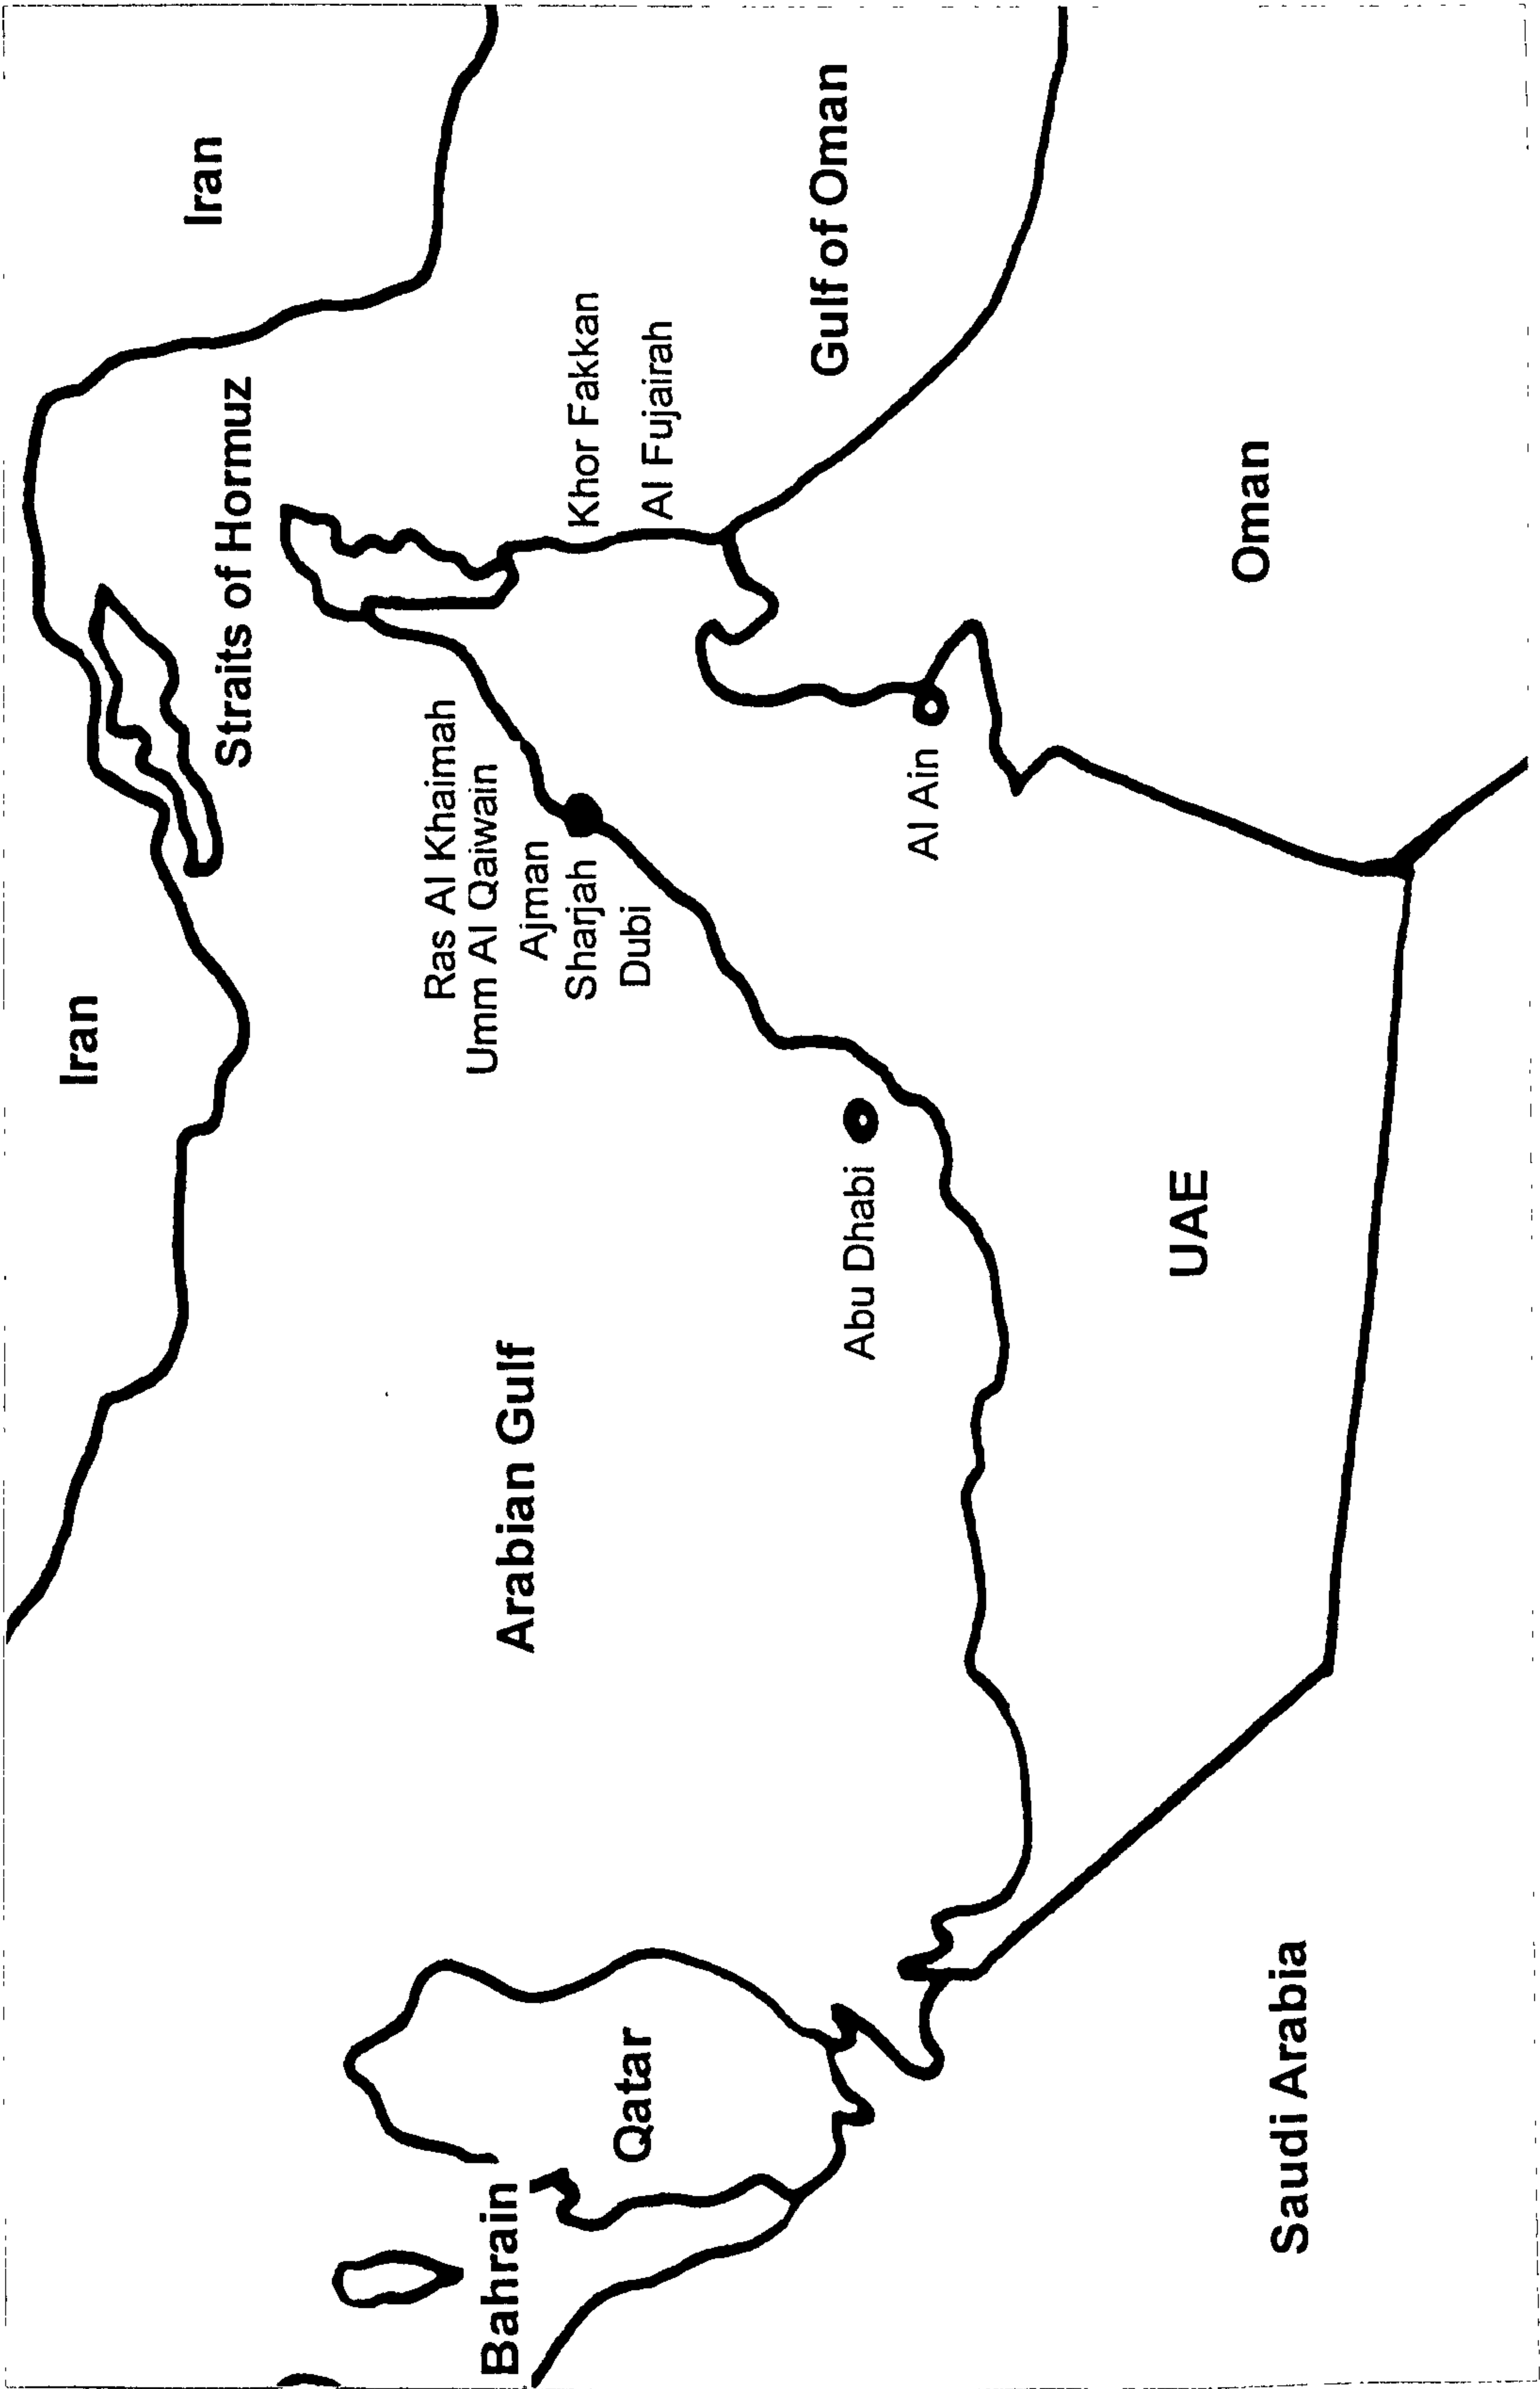 Iran
Iran
Straits of Hormuz
Ras Al Khaimah
Umm Al Qaiwain
Ajman
Sharjah
Dubi
Khor Fakkan
Al Fujairah
Arabian Gulf
Gulf of Oman
Bahrain
Qatar
Abu Dhabi
Al Ain
UAE
Oman
Saudi Arabia